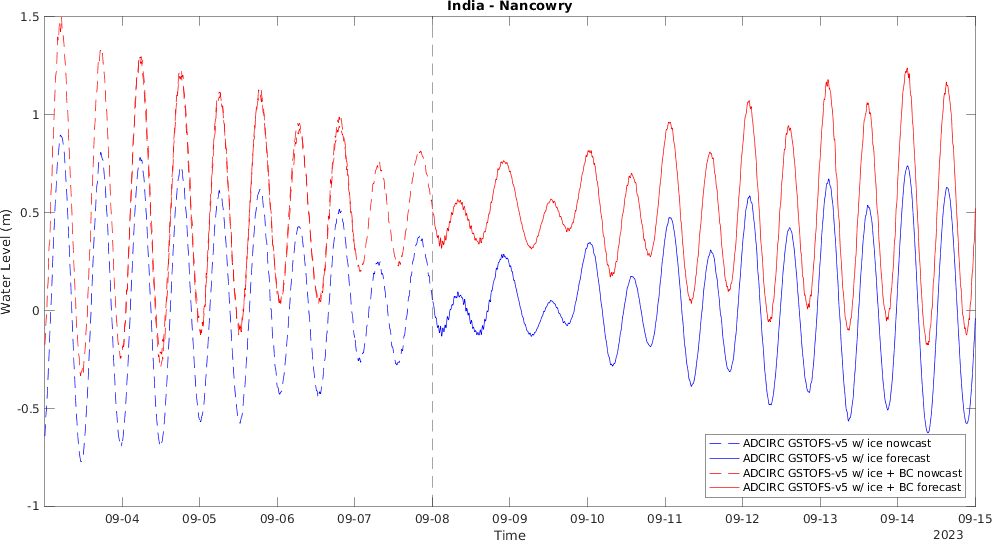 India - Nancowry
Water Level (m)
1.5
1
0.5
0
-0.5
-1
09-04 09-05 09-06 09-07 09-08 09-09 09-10 09-11 09-12 09-13 09-14 09-15
Time
2023
ADCIRC GSTOFS-v5 w/ ice nowcast
ADCIRC GSTOFS-v5 w/ ice forecast
ADCIRC GSTOFS-v5 w/ ice + BC nowcast
ADCIRC GSTOFS-v5 w/ ice + BC forecast